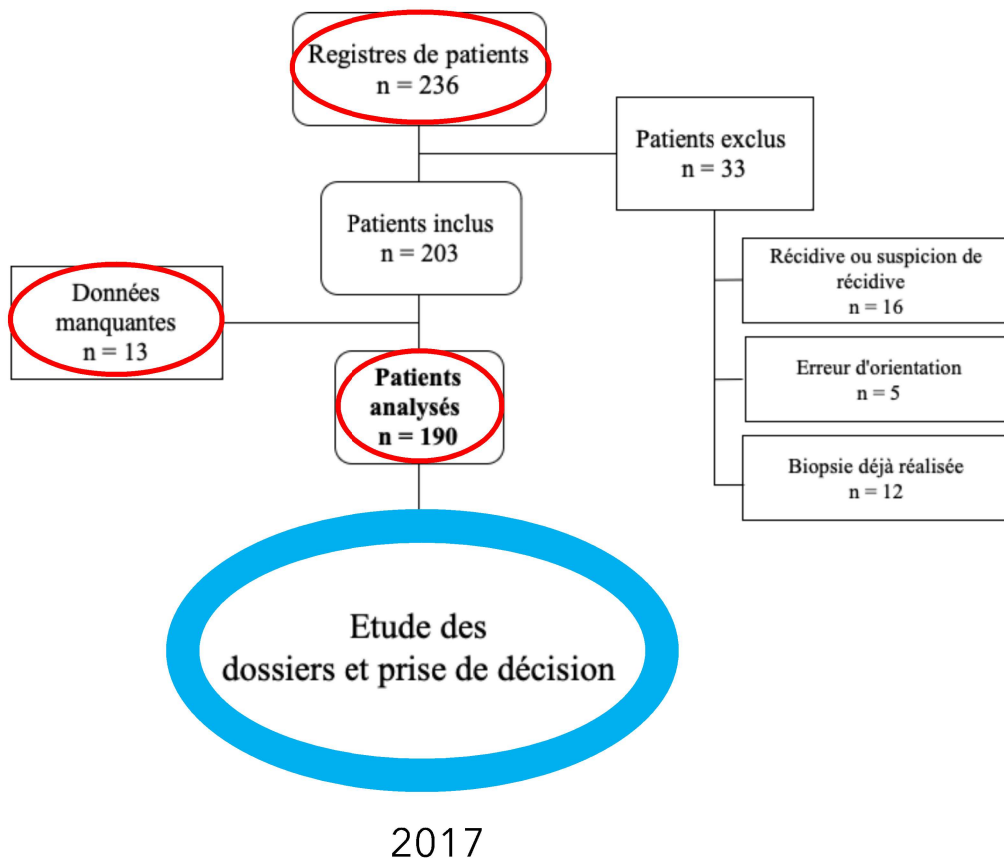 Registres de patients
n = 236
Patients exclus
n = 33
Patients inclus
n = 203
Récidive ou suspicion de
récidive
n = 16
Données
manquantes
n = 13
Erreur d'orientation
n = 5
Patients
analysés
n = 190
Biopsie déjà réalisée
n = 12
Etude des
dossiers et prise de décision
2017